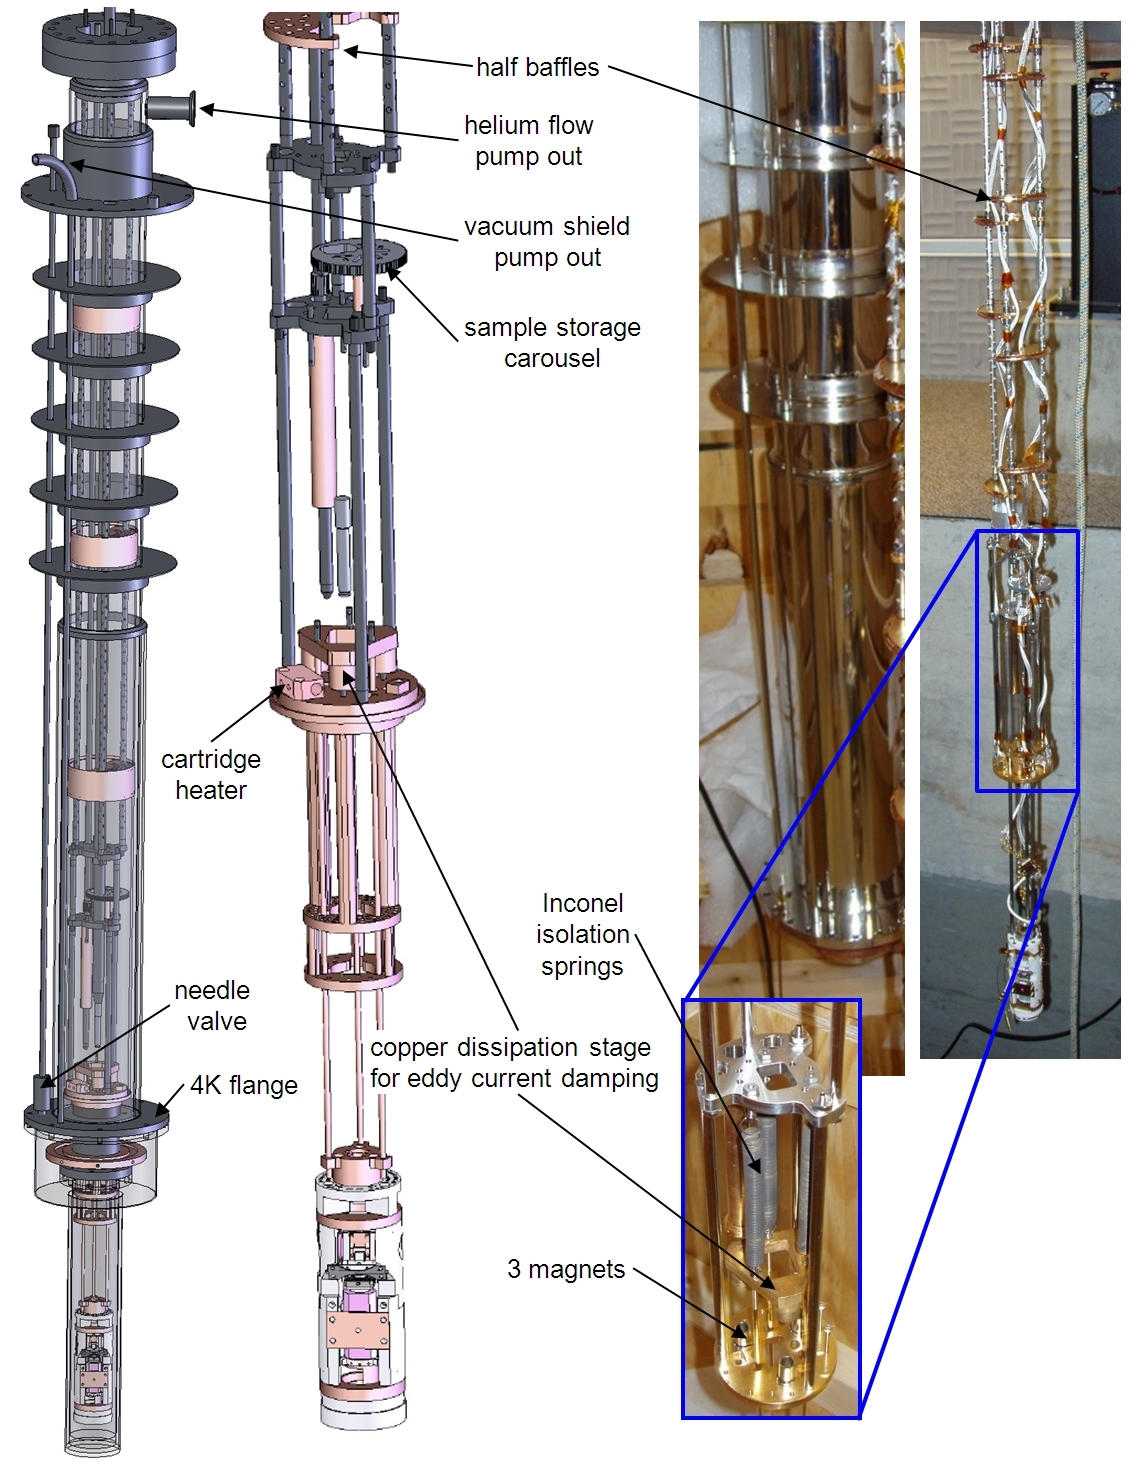 half baffles
helium flow
pump out
vacuum shield
pump out
sample storage
carousel
cartridge
heater
Inconel
isolation
springs
needle
valve
copper dissipation stage
for eddy current damping
4K flange
3 magnets